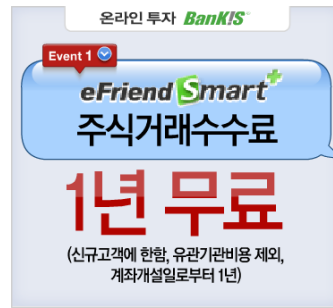 온라인 투자 BanKIS
Event 1
eFriend Smart+
주식거래수수료
1년 무료
(신규고객에 한함, 유관기관비용 제외,
계좌개설일로부터 1년)